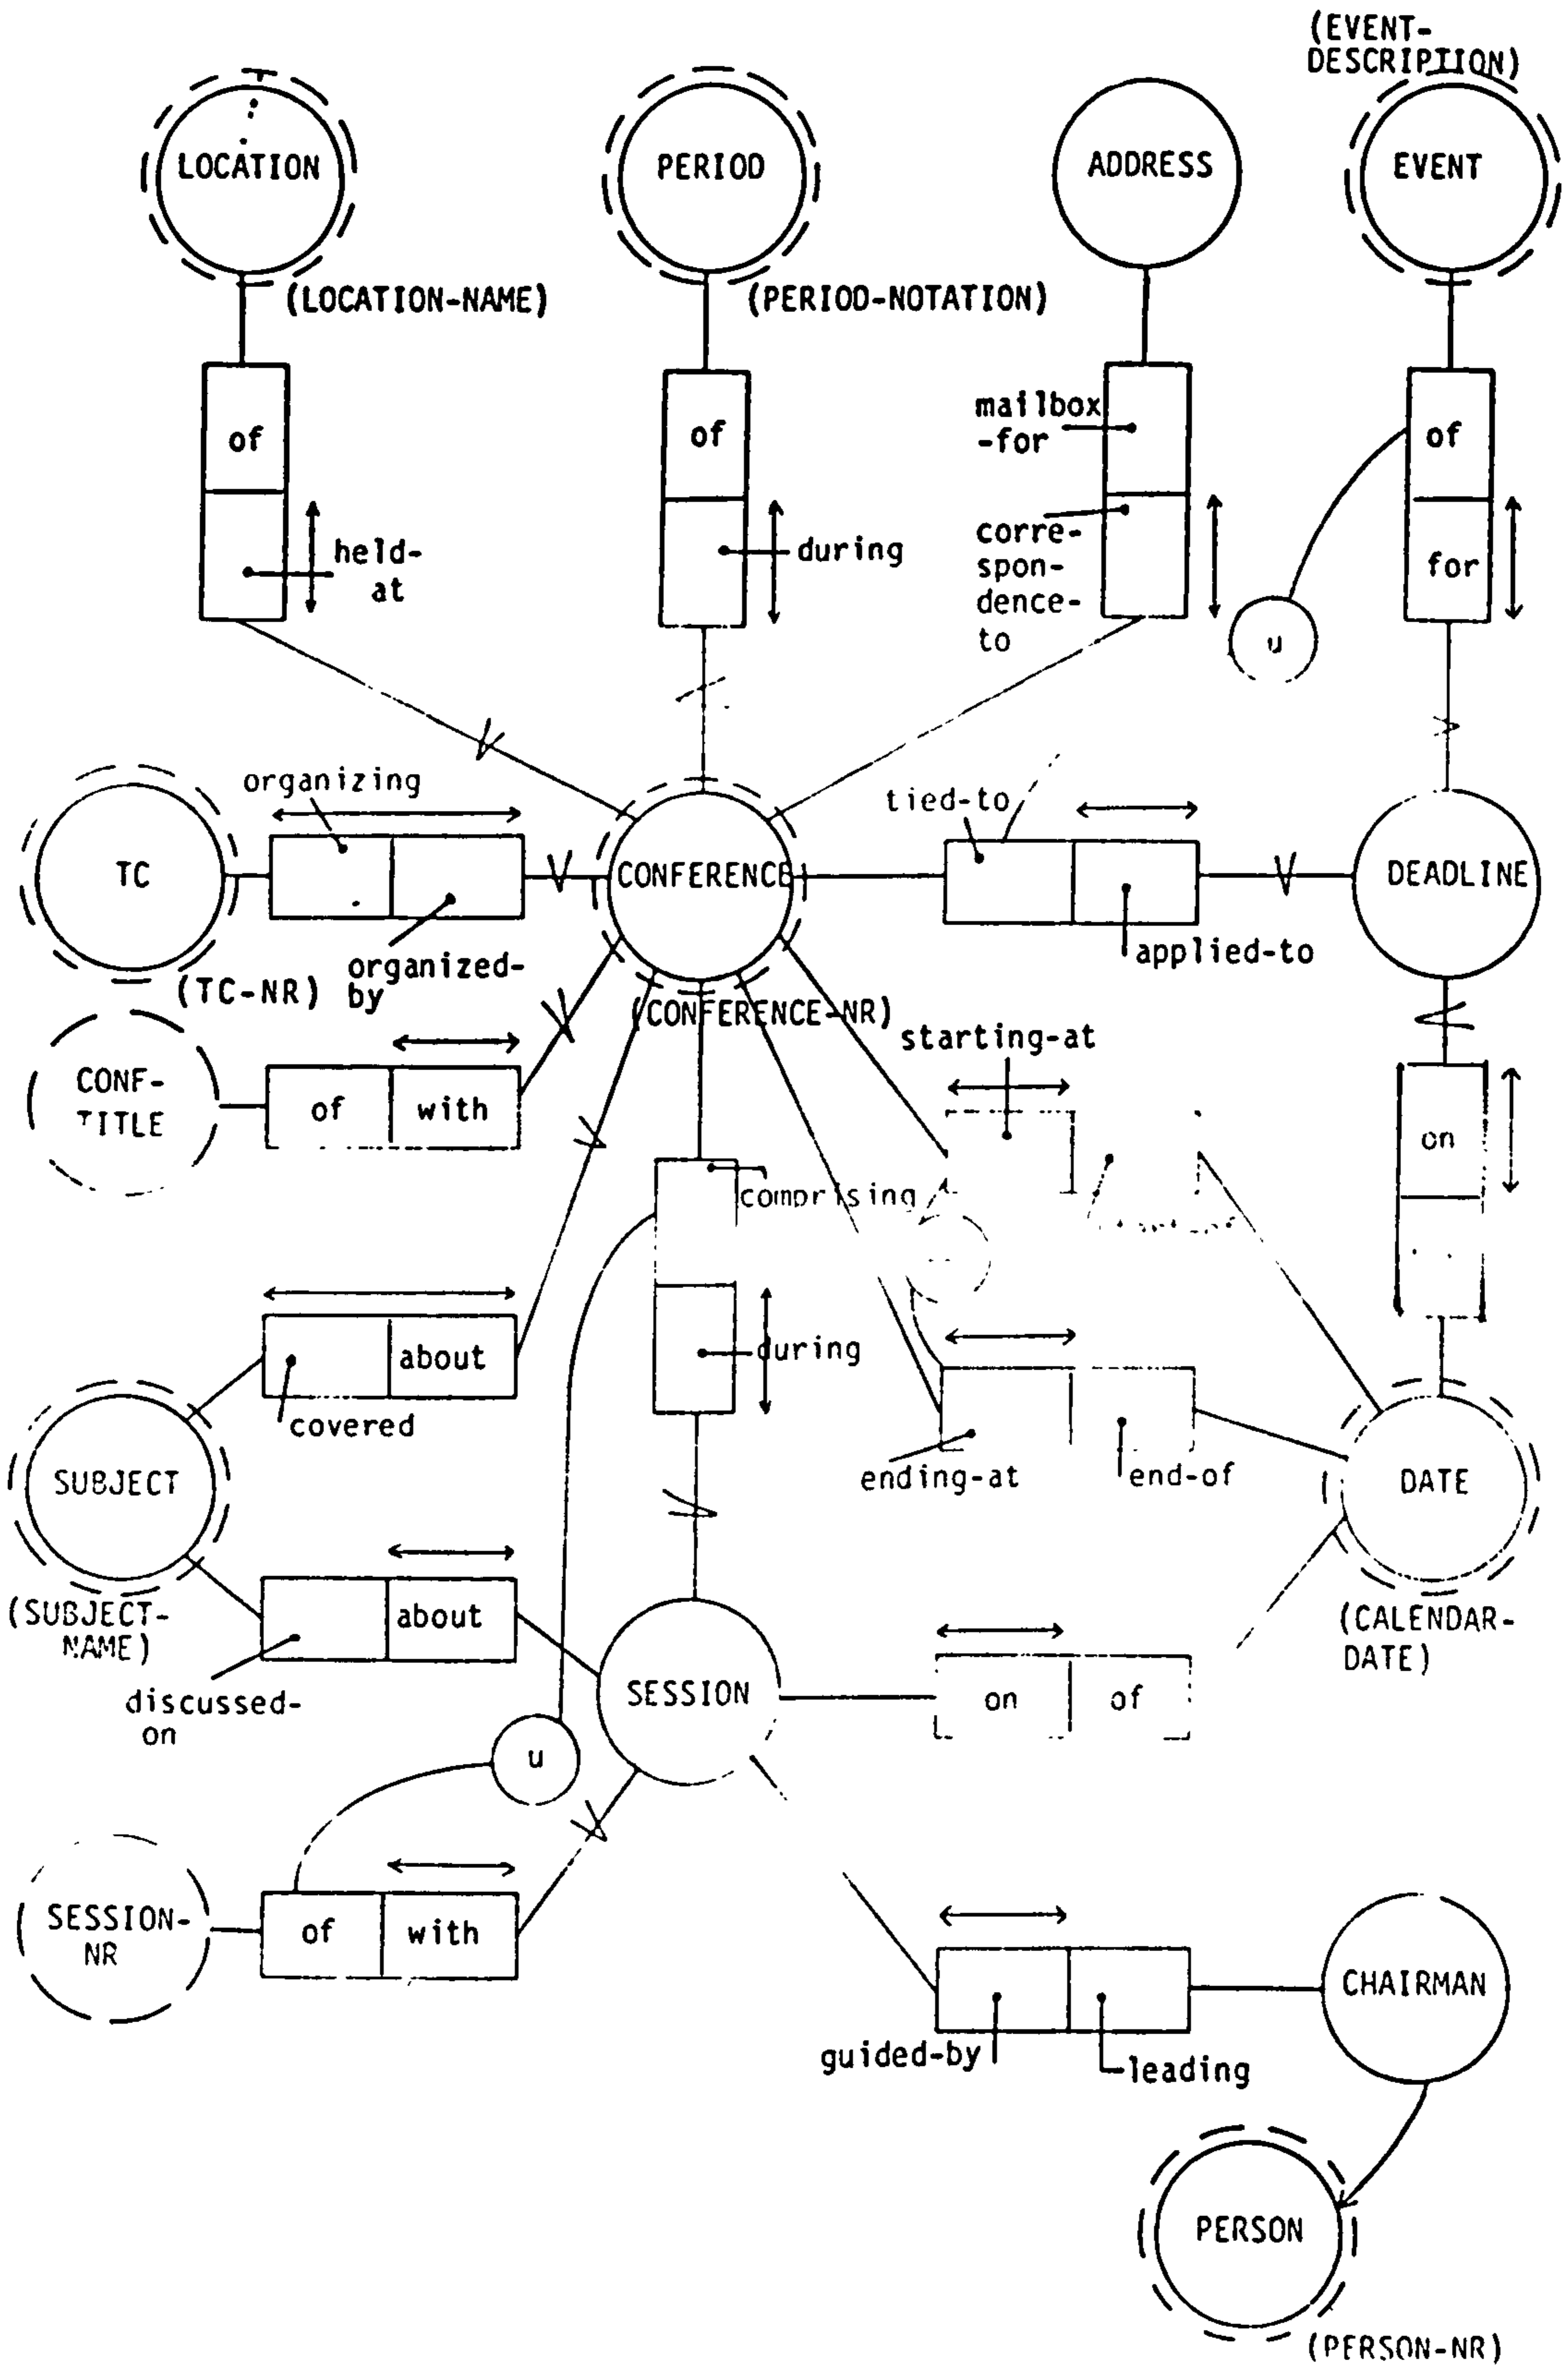 (EVENT-
DESCRIPTION)
LOCATION
PERIOD
ADDRESS
EVENT
(LOCATION-NAME)
(PERIOD-NOTATION)
of
of
mailbox
-for
of
held-
at
during
corre-
spon-
dence-
to
for
u
organizing
tied-to
TC
CONFERENCE
DEADLINE
applied-to
(TC-NR)
organized-
by
(CONFERENCE-NR)
starting-at
CONF-
TITLE
of
with
on
comprising
about
during
covered
SUBJECT
ending-at
end-of
DATE
(SUBJECT-
NAME)
about
(CALENDAR-
DATE)
discussed-
on
SESSION
on
of
u
SESSION-
NR
of
with
CHAIRMAN
guided-by
leading
PERSON
(PERSON-NR)